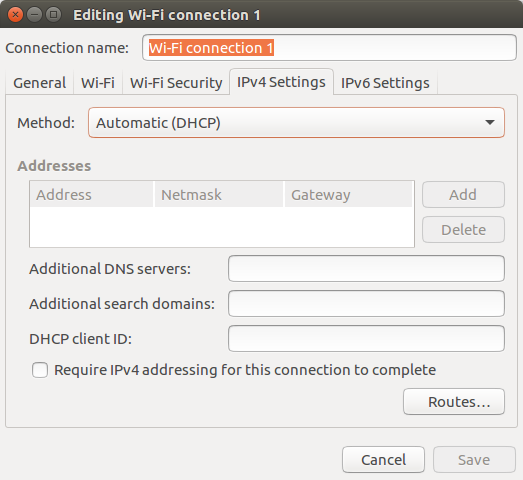 Editing Wi-Fi connection 1
Connection name: Wi-Fi connection 1
General Wi-Fi Wi-Fi Security IPv4 Settings IPv6 Settings
Method: Automatic (DHCP)
Addresses
Address Netmask Gateway Add
Delete
Additional DNS servers:
Additional search domains:
DHCP client ID:
Require IPv4 addressing for this connection to complete
Routes...
Cancel Save